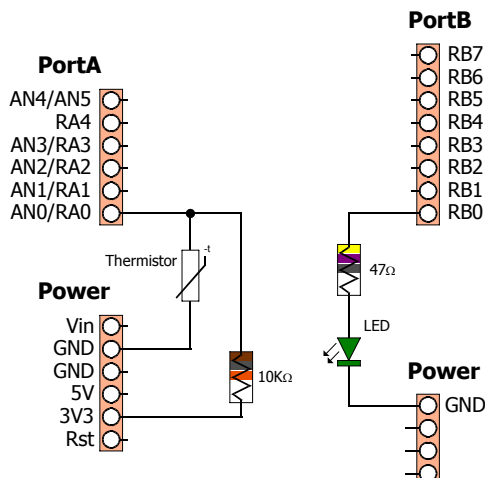 PortA
AN4/AN5
RA4
AN3/RA3
AN2/RA2
AN1/RA1
AN0/RA0
Thermistor
-t
Power
Vin
GND
GND
5V
3V3
Rst
10KΩ
PortB
RB7
RB6
RB5
RB4
RB3
RB2
RB1
RB0
47Ω
LED
Power
GND